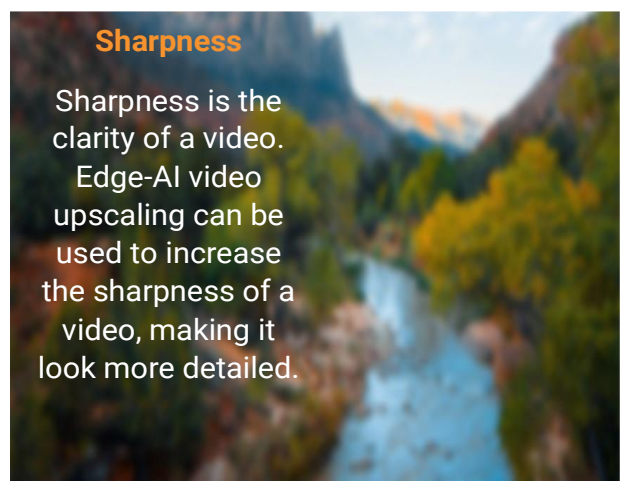 Sharpness
Sharpness is the
clarity of a video.
Edge-AI video
upscaling can be
used to increase
the sharpness of a
video, making it
look more detailed.